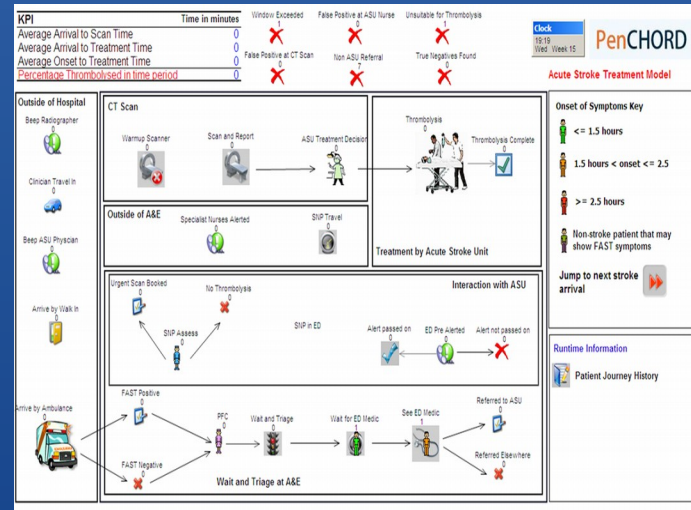 KPI Time in minutes
Average Arrival to Scan Time 0
Average Arrival to Treatment Time 0
Average Onset to Treatment Time 0
Percentage Thrombolysed in time period 0
Window Exceeded
1
False Positive at ASU Nurse
0
Unsuitable for Thrombolysis
1
False Positive at CT Scan
0
Non ASU Referral
7
True Negatives Found
0
Clock
19:19
Wed Week 15
PenCHORD
Acute Stroke Treatment Model
Outside of Hospital
Beep Radiographer
0
Clinician Travel In
0
Beep ASU Physcian
0
Arrive by Walk In
0
Arrive by Ambulance
0
CT Scan
Warmup Scanner
0
Scan and Report
0
ASU Treatment Decision
0
Thrombolysis
0
Thrombolysis Complete
0
Treatment by Acute Stroke Unit
Outside of A&E
Specialist Nurses Alerted
0
SNP Travel
0
Interaction with ASU
Urgent Scan Booked
0
No Thrombolysis
0
SNP Assess
0
SNP in ED
Alert passed on
0
ED Pre Alerted
0
Alert not passed on
0
FAST Positive
0
FAST Negative
0
PFC
0
Wait and Triage
0
Wait for ED Medic
1
See ED Medic
1
Referred to ASU
0
Referred Elsewhere
0
Wait and Triage at A&E
Onset of Symptoms Key
<= 1.5 hours
1.5 hours < onset <= 2.5
>= 2.5 hours
Non-stroke patient that may
show FAST symptoms
Jump to next stroke
arrival
Runtime Information
Patient Journey History